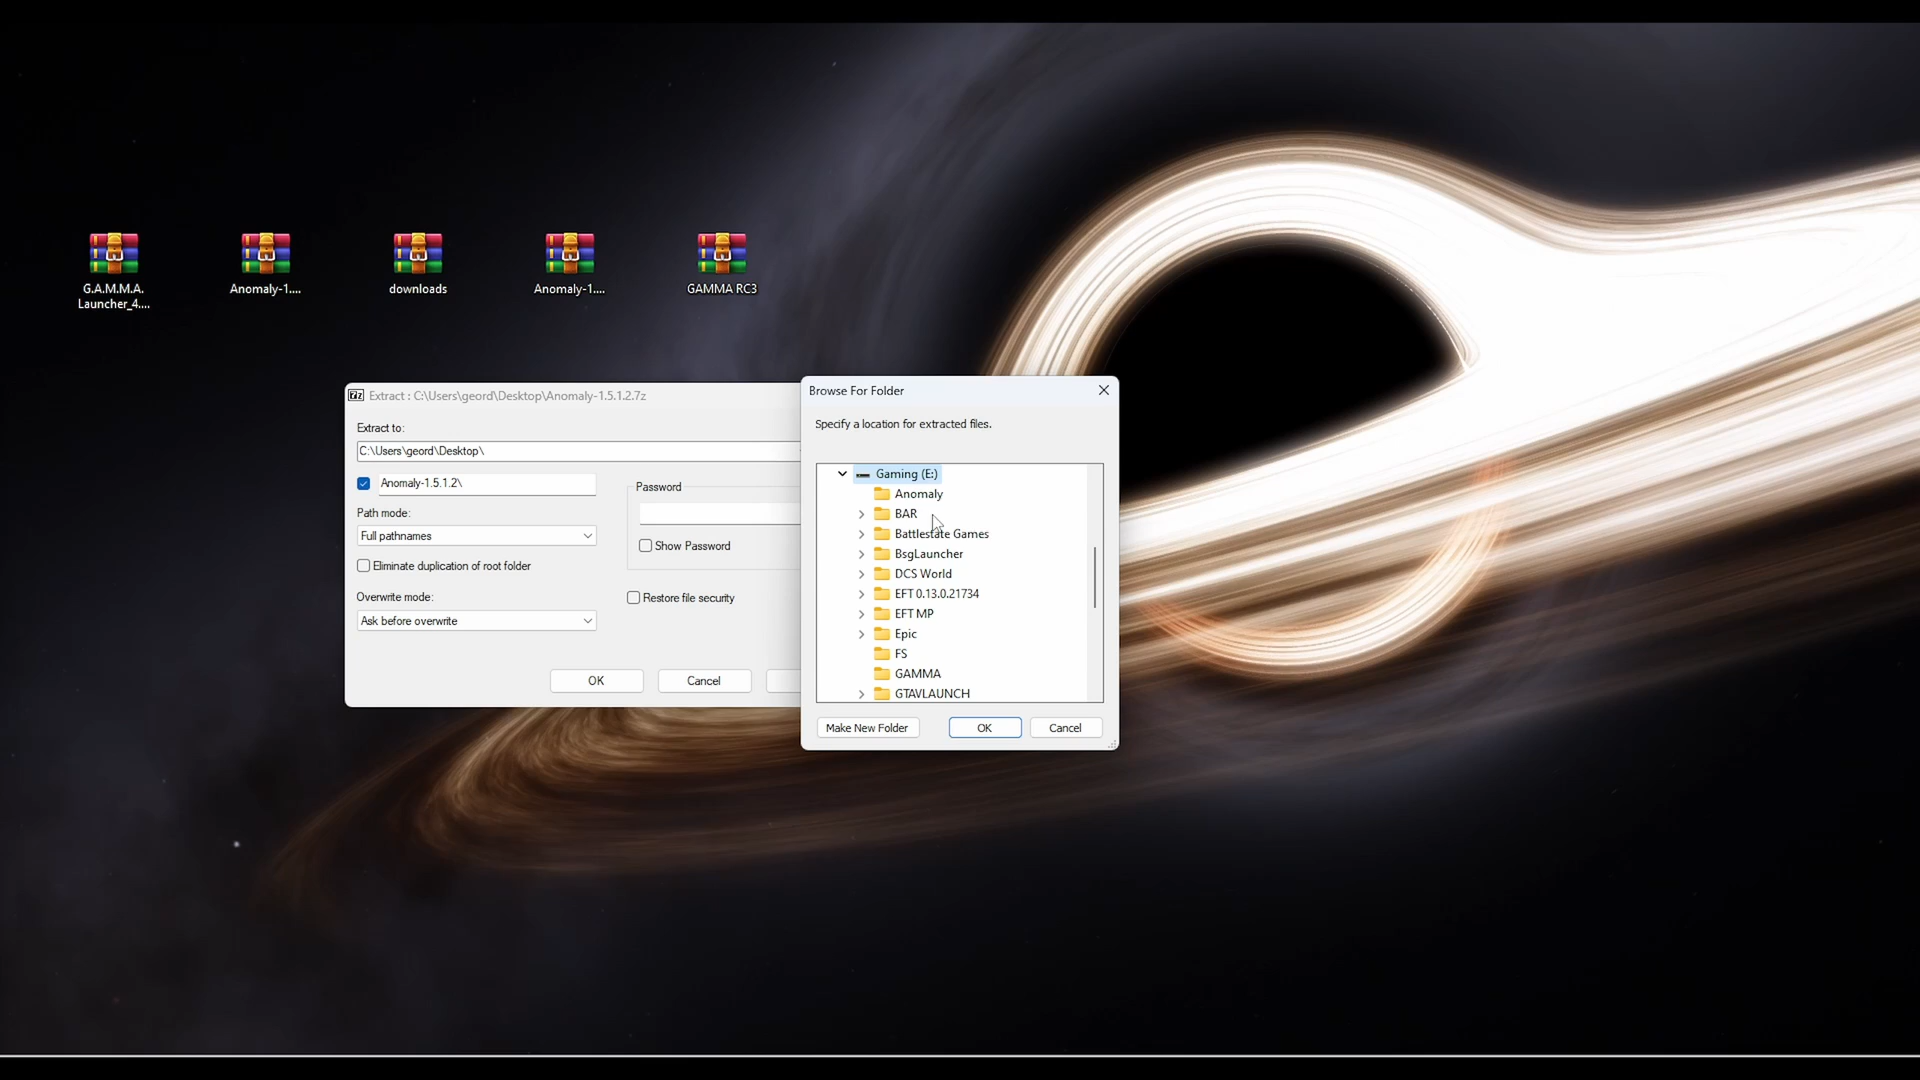 G.A.M.M.A.
Launcher_4....
Anomaly-1....
downloads
Anomaly-1....
GAMMA RC3
Extract : C:\Users\geord\Desktop\Anomaly-1.5.1.2.7z
Extract to:
C:\Users\geord\Desktop\
Anomaly-1.5.1.2\
Path mode:
Full pathnames
Eliminate duplication of root folder
Overwrite mode:
Ask before overwrite
Password
Show Password
Restore file security
OK
Cancel
Browse For Folder
Specify a location for extracted files.
Gaming (E:)
Anomaly
BAR
Battlestate Games
BsgLauncher
DCS World
EFT 0.13.0.21734
EFT MP
Epic
FS
GAMMA
GTAVLAUNCH
Make New Folder
OK
Cancel